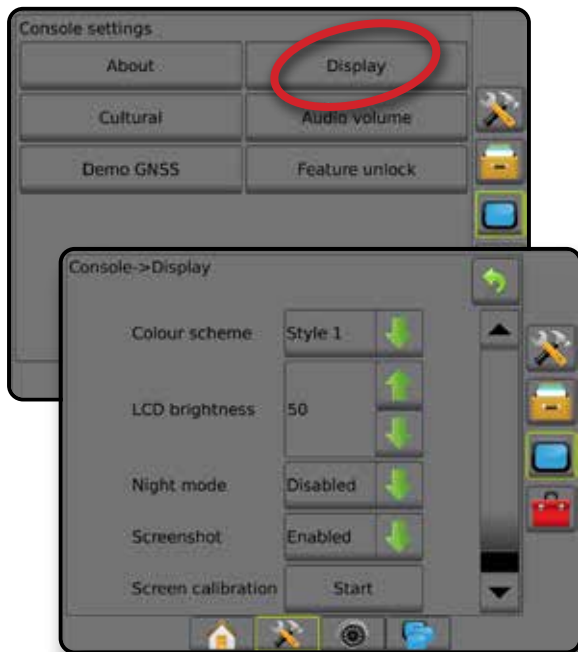 Console settings
About Display
Cultural Audio volume
Demo GNSS Feature unlock
Console->Display
Colour scheme Style 1
LCD brightness 50
Night mode Disabled
Screenshot Enabled
Screen calibration Start